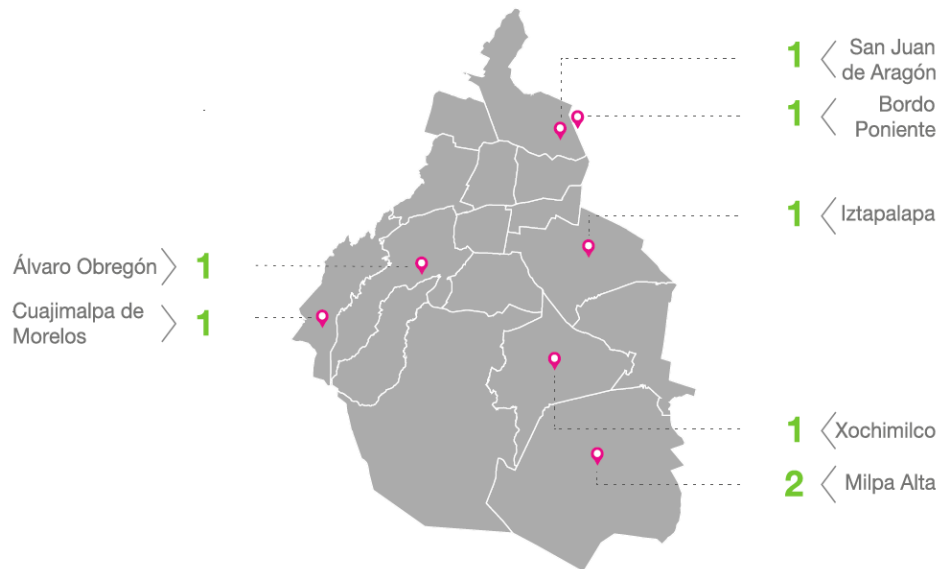 1
San Juan
de Aragón
1
Bordo
Poniente
1
Iztapalapa
Álvaro Obregón
1
Cuajimalpa de
Morelos
1
1
Xochimilco
2
Milpa Alta